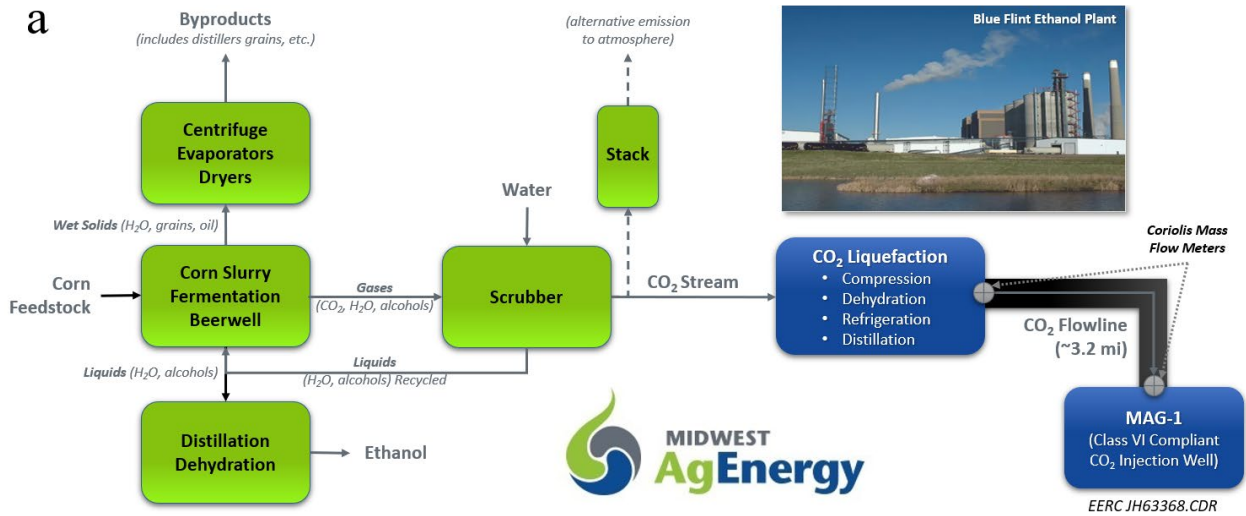 a
Byproducts
(includes distillers grains, etc.)
(alternative emission
to atmosphere)
Blue Flint Ethanol Plant
Centrifuge
Evaporators
Dryers
Stack
Water
Wet Solids (H₂O, grains, oil)
Coriolis Mass
Flow Meters
Corn
Feedstock
Corn Slurry
Fermentation
Beerwell
Gases
(CO₂, H₂O, alcohols)
Scrubber
CO₂ Stream
CO₂ Liquefaction
• Compression
• Dehydration
• Refrigeration
• Distillation
CO₂ Flowline
(~3.2 mi)
Liquids (H₂O, alcohols)
Liquids
(H₂O, alcohols) Recycled
Distillation
Dehydration
Ethanol
MIDWEST
AgEnergy
MAG-1
(Class VI Compliant
CO₂ Injection Well)
EERC JH63368.CDR